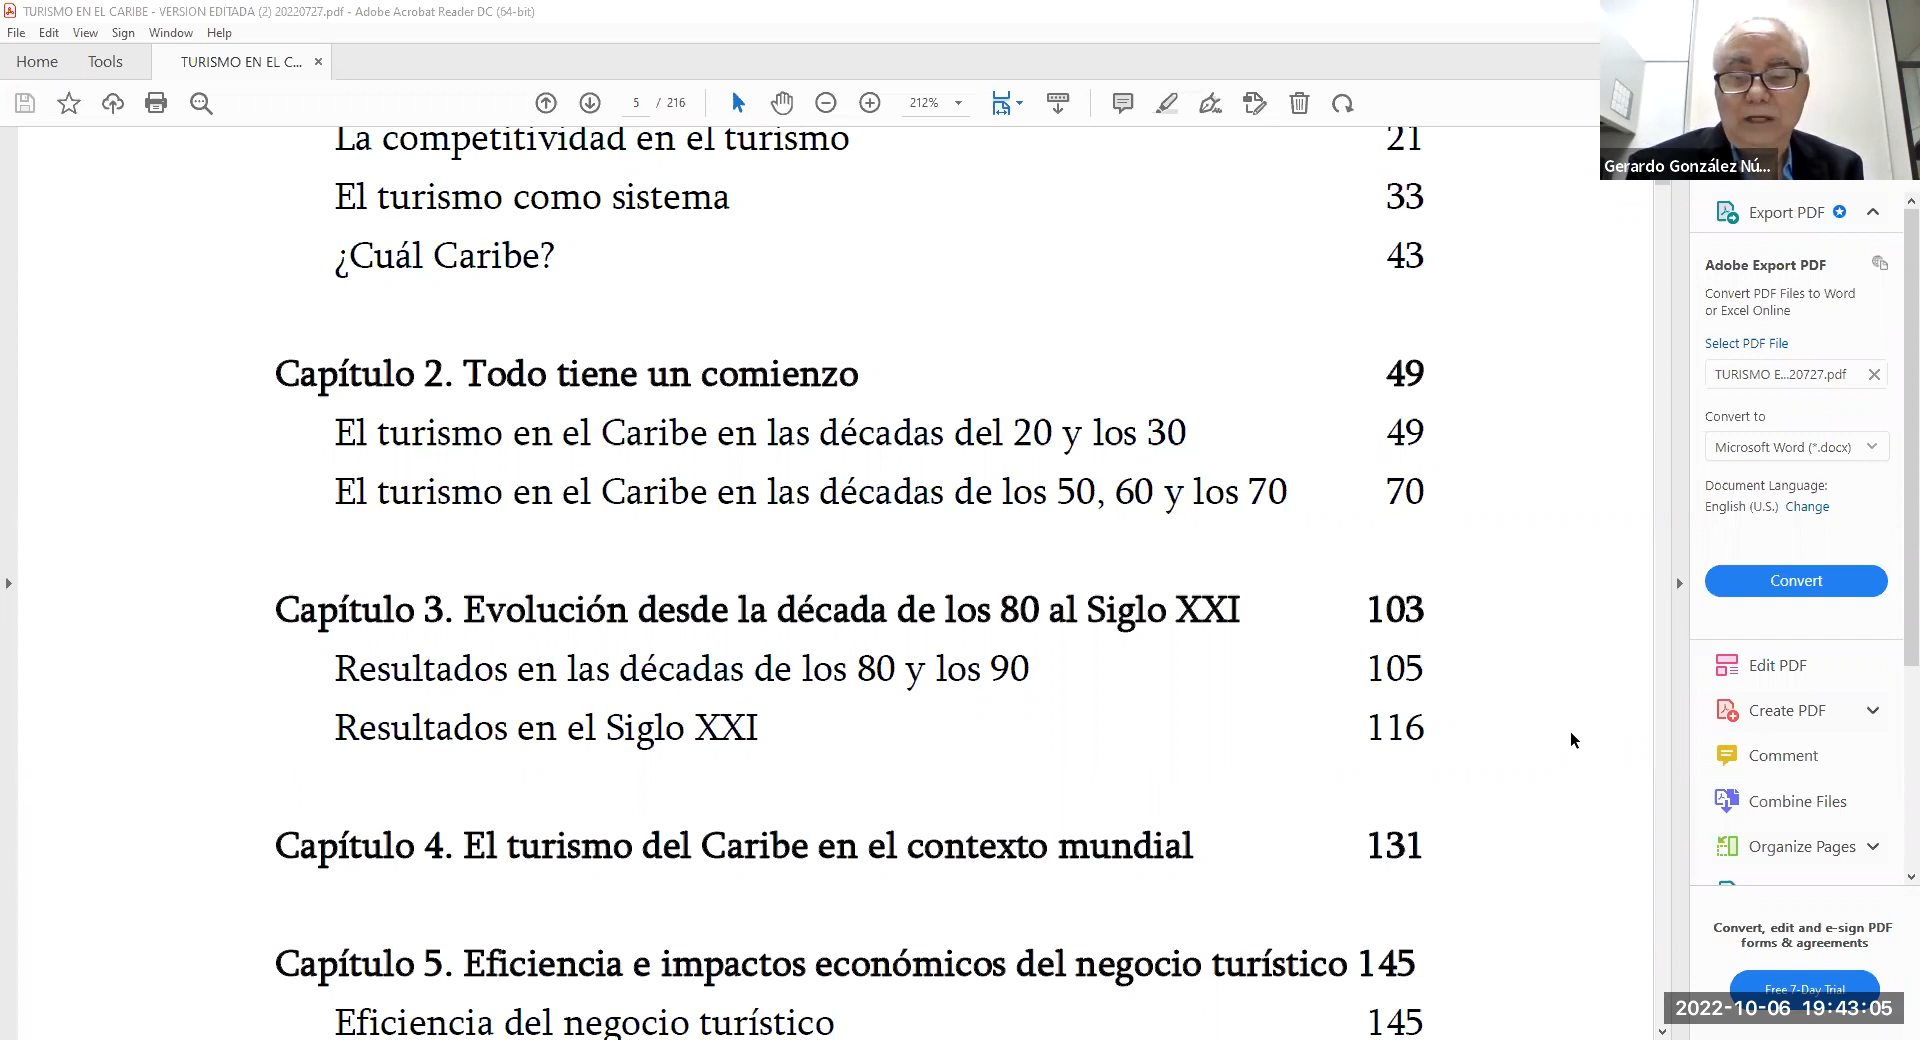 TURISMO EN EL CARIBE - VERSION EDITADA (2) 20220727.pdf - Adobe Acrobat Reader DC (64-bit)
File Edit View Sign Window Help
Home Tools TURISMO EN EL C... ×
5 / 216 212%
La competitividad en el turismo 21
El turismo como sistema 33
¿Cuál Caribe? 43
Capítulo 2. Todo tiene un comienzo 49
El turismo en el Caribe en las décadas del 20 y los 30 49
El turismo en el Caribe en las décadas de los 50, 60 y los 70 70
Capítulo 3. Evolución desde la década de los 80 al Siglo XXI 103
Resultados en las décadas de los 80 y los 90 105
Resultados en el Siglo XXI 116
Capítulo 4. El turismo del Caribe en el contexto mundial 131
Capítulo 5. Eficiencia e impactos económicos del negocio turístico 145
Eficiencia del negocio turístico 145
Gerardo González Nú...
Export PDF
Adobe Export PDF
Convert PDF Files to Word
or Excel Online
Select PDF File
TURISMO E...20727.pdf
Convert to
Microsoft Word (*.docx)
Document Language:
English (U.S.) Change
Convert
Edit PDF
Create PDF
Comment
Combine Files
Organize Pages
Convert, edit and e-sign PDF
forms & agreements
Free 7-Day Trial
2022-10-06 19:43:05